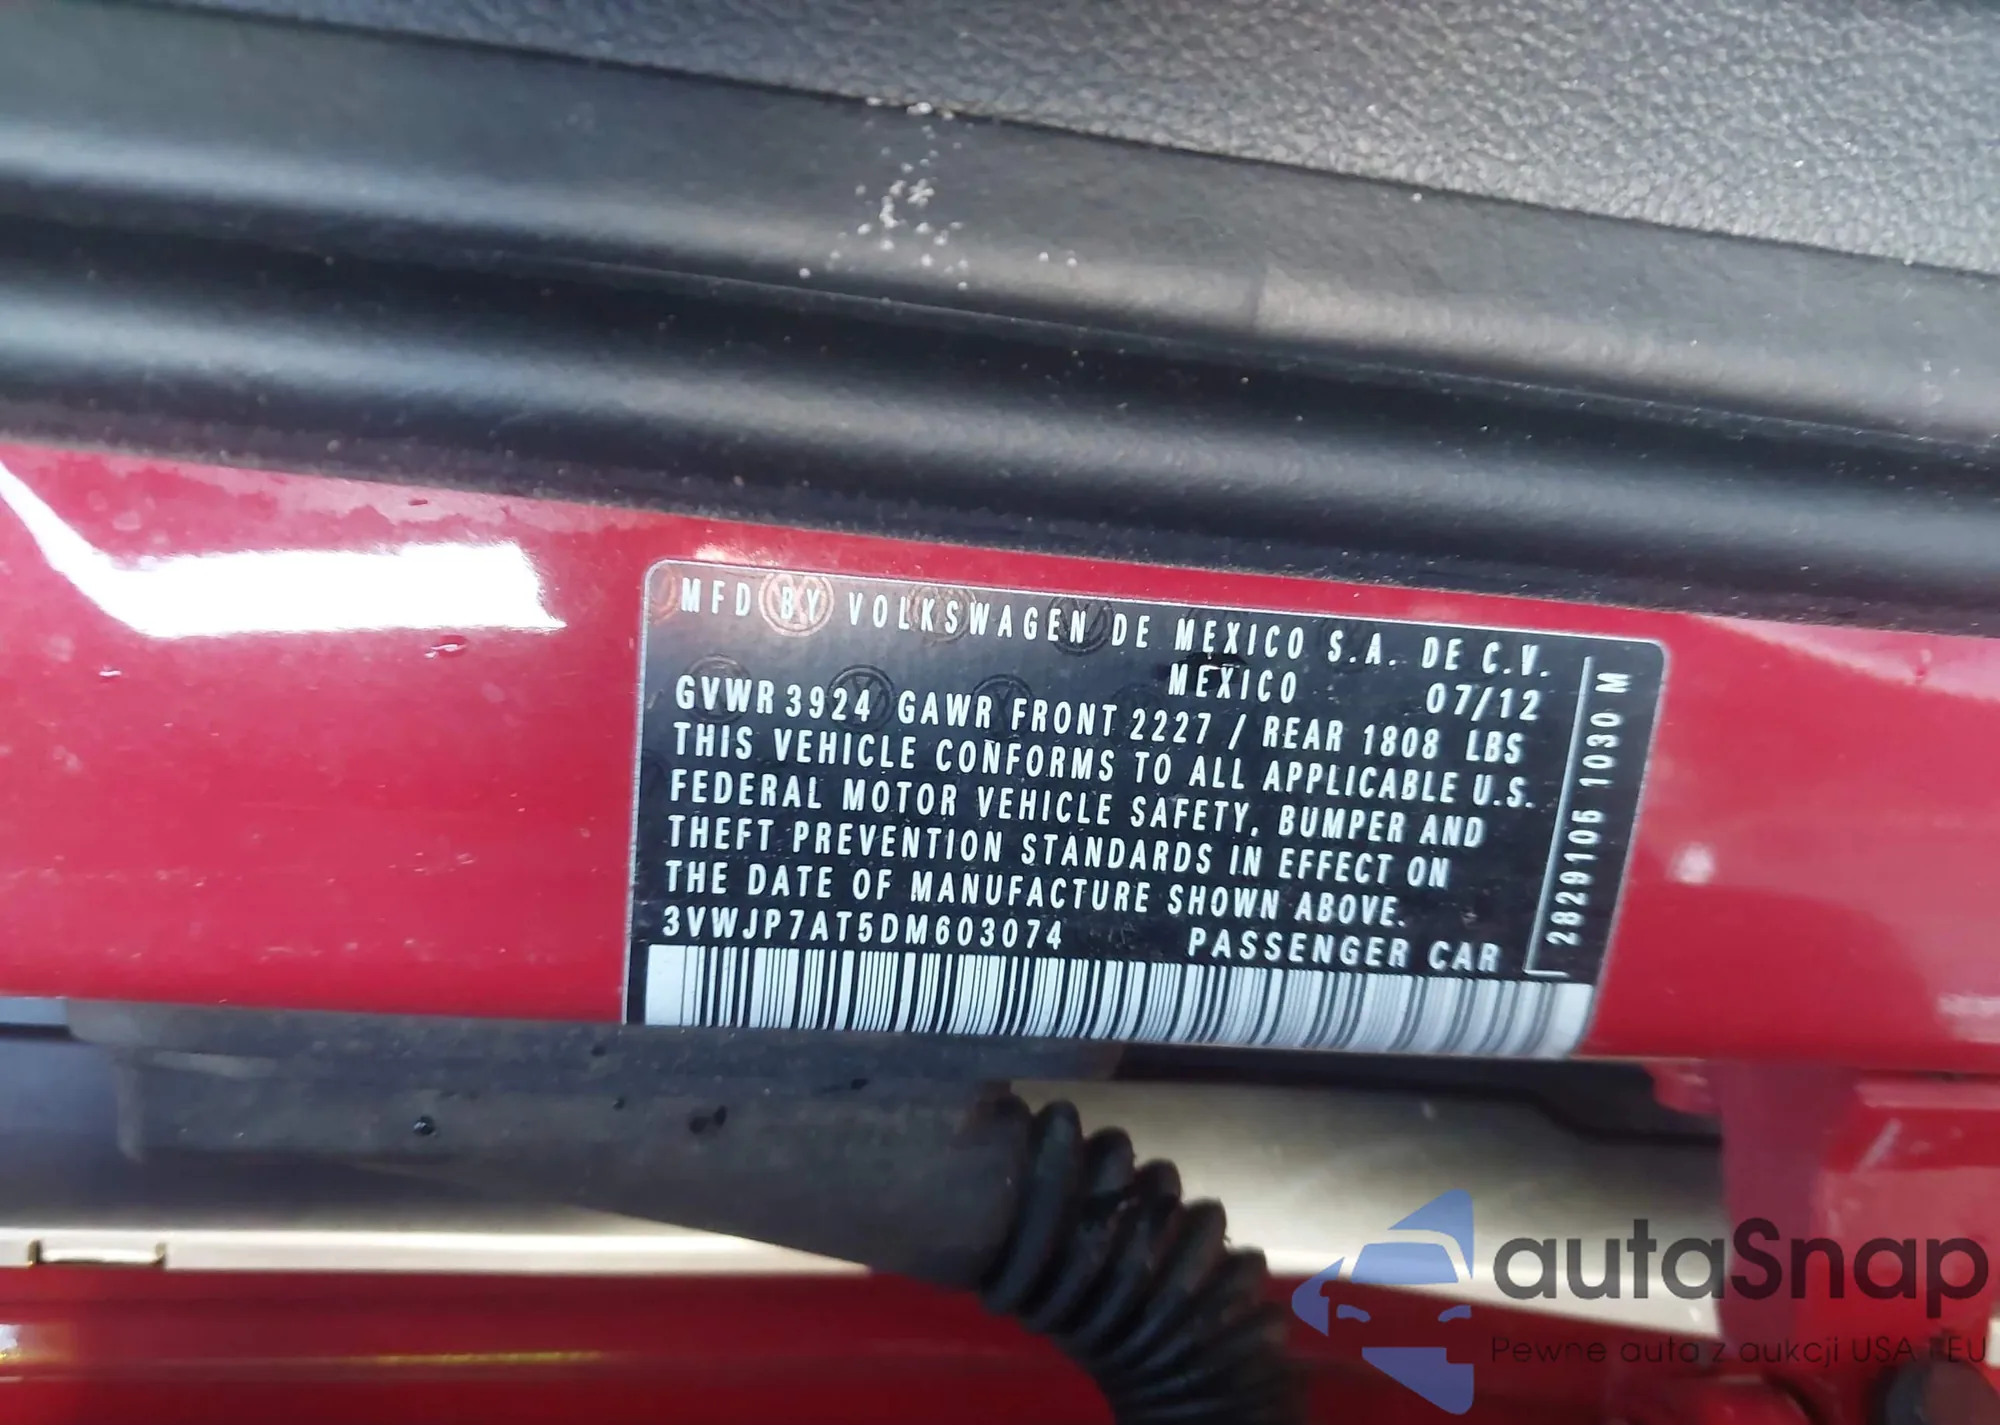 MFD BY VOLKSWAGEN DE MEXICO S.A. DE C.V.
MEXICO 07/12
GVWR 3924 GAWR FRONT 2227 / REAR 1808 LBS
THIS VEHICLE CONFORMS TO ALL APPLICABLE U.S.
FEDERAL MOTOR VEHICLE SAFETY, BUMPER AND
THEFT PREVENTION STANDARDS IN EFFECT ON
THE DATE OF MANUFACTURE SHOWN ABOVE.
3VWJP7AT5DM603074 PASSENGER CAR
2829106 1030 M
autaSnap
Pewne auta z aukcji USA i EU